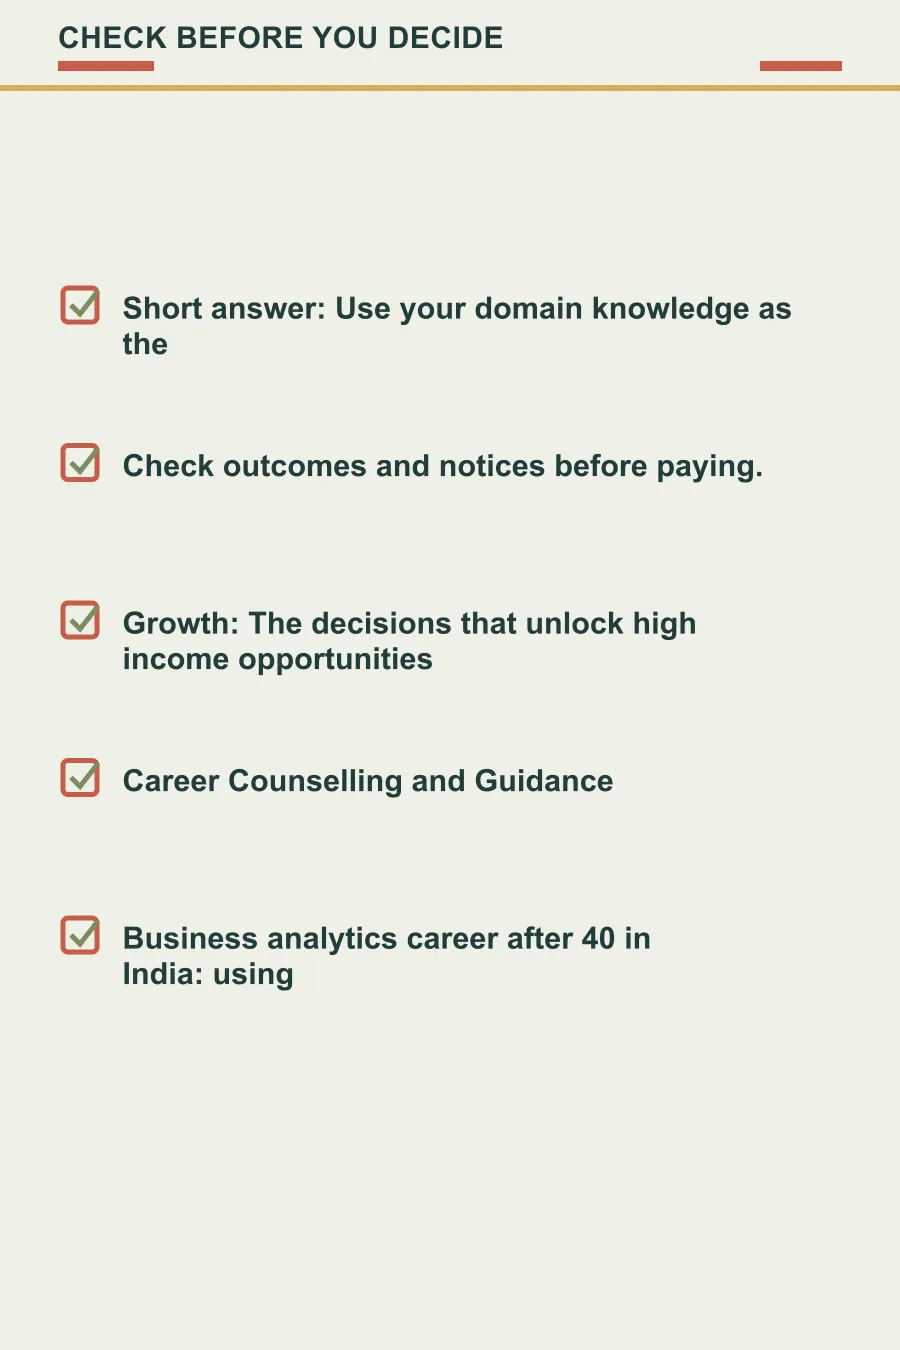 CHECK BEFORE YOU DECIDE
Short answer: Use your domain knowledge as
the
Check outcomes and notices before paying.
Growth: The decisions that unlock high
income opportunities
Career Counselling and Guidance
Business analytics career after 40 in
India: using